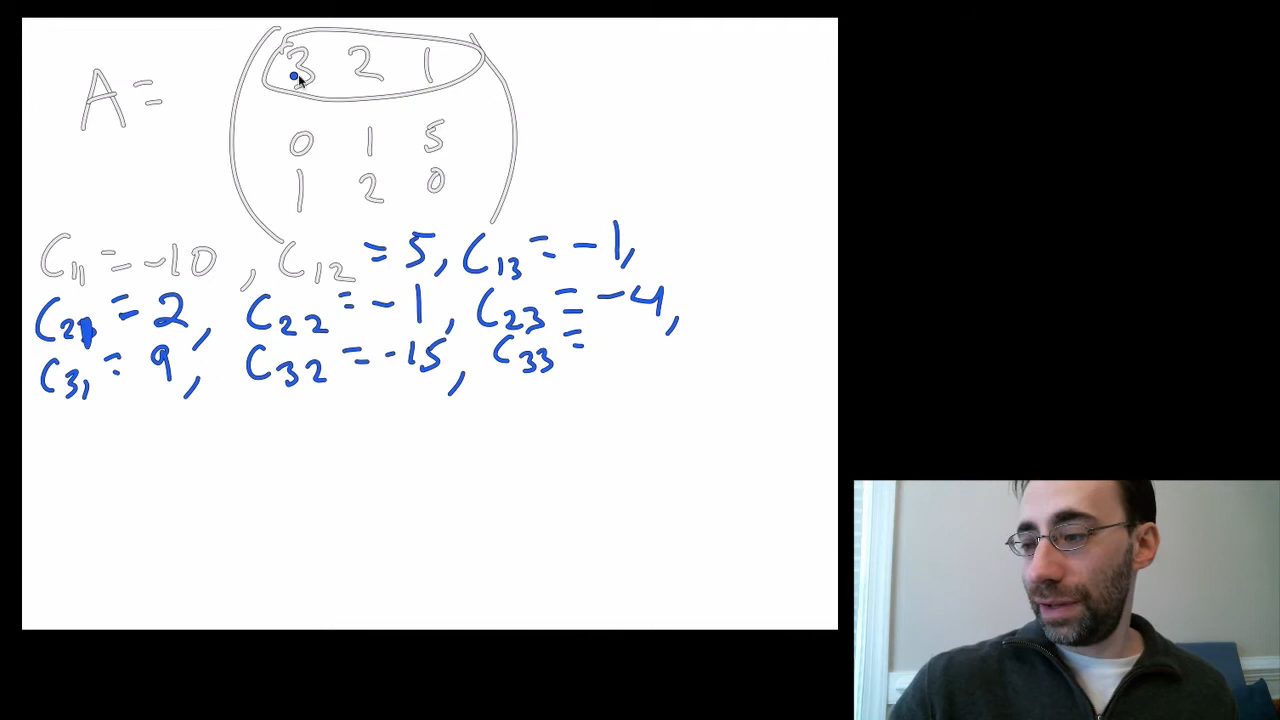 A = 3 2 1
0 1 5
1 2 0
C11 = -10, C12 = 5, C13 = -1,
C21 = 2, C22 = -1, C23 = -4,
C31 = 9, C32 = -15, C33 =